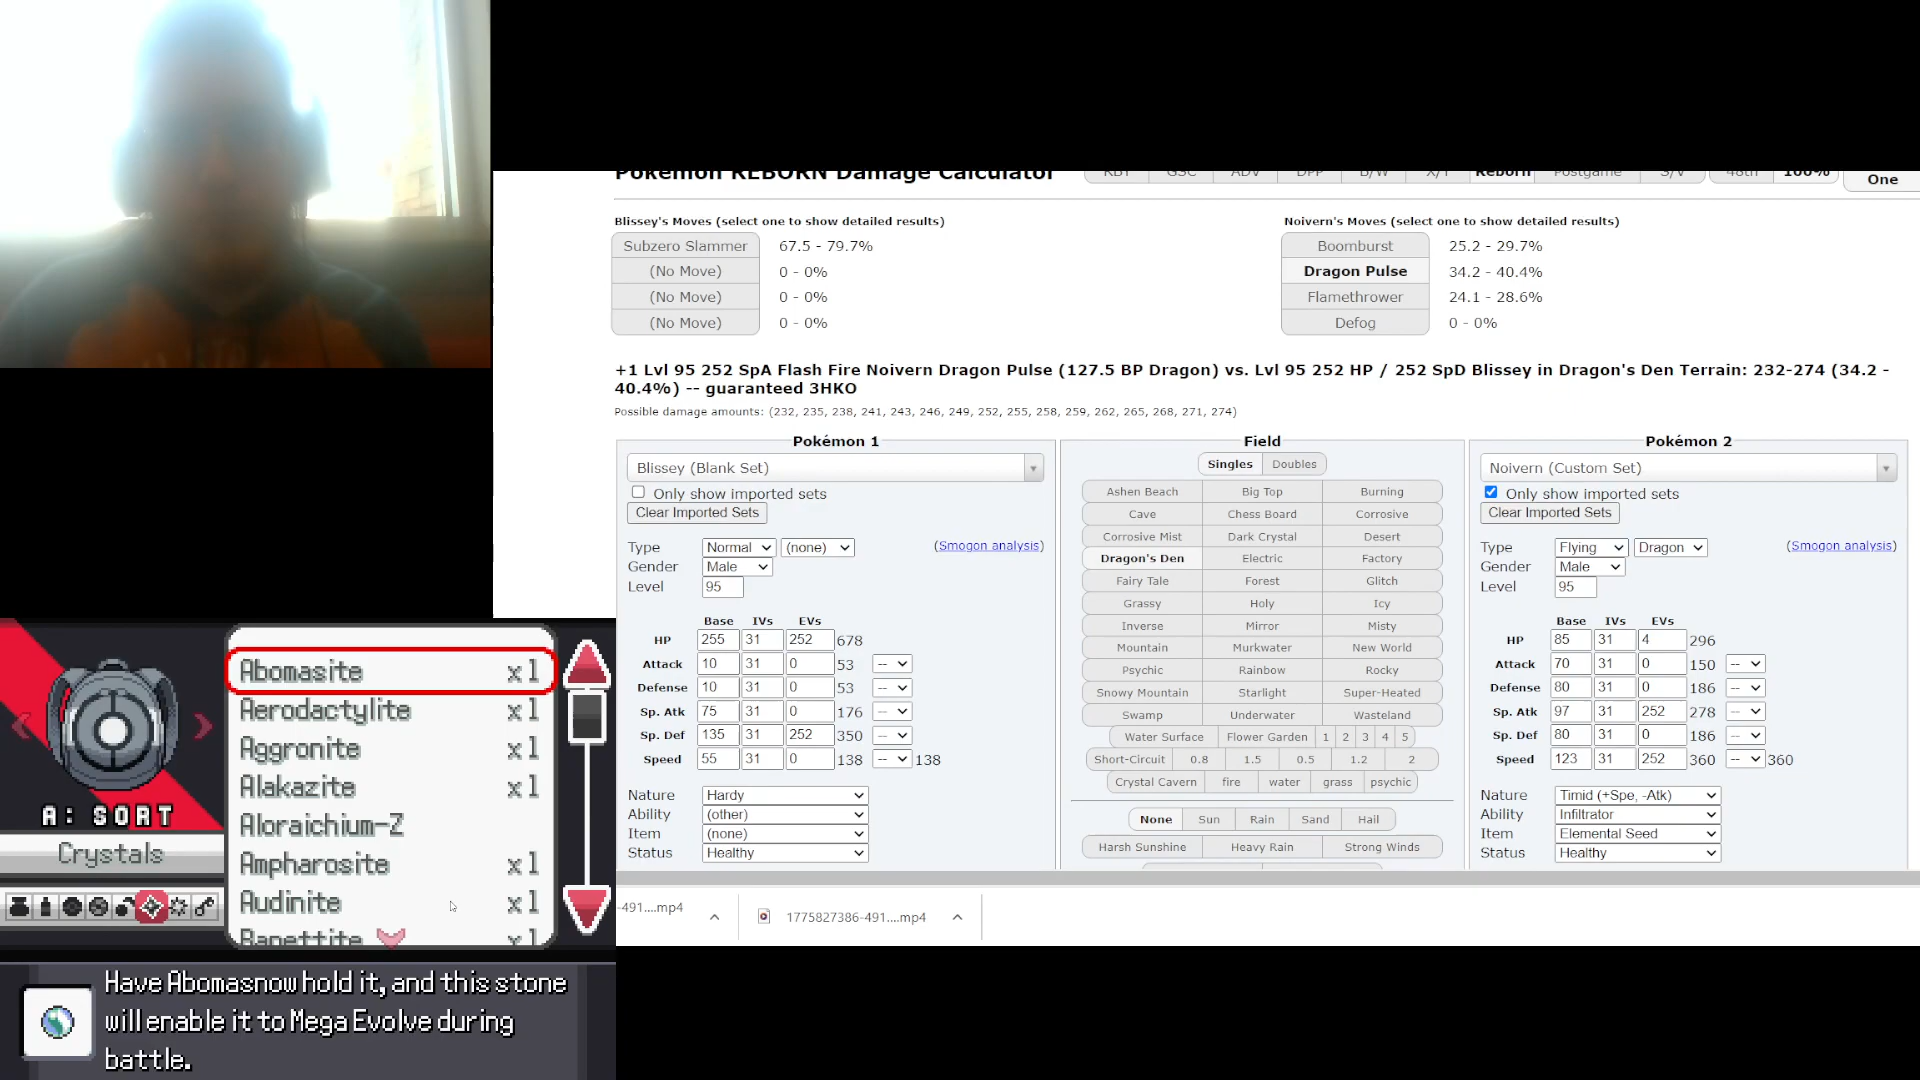 Pokémon REBORN Damage Calculator RBY GSC ADV DPP B/W X/Y Reborn Postgame S/V 48th 100% One
Blissey's Moves (select one to show detailed results)
Subzero Slammer 67.5 - 79.7%
(No Move) 0 - 0%
(No Move) 0 - 0%
(No Move) 0 - 0%
Noivern's Moves (select one to show detailed results)
Boomburst 25.2 - 29.7%
Dragon Pulse 34.2 - 40.4%
Flamethrower 24.1 - 28.6%
Defog 0 - 0%
+1 Lvl 95 252 SpA Flash Fire Noivern Dragon Pulse (127.5 BP Dragon) vs. Lvl 95 252 HP / 252 SpD Blissey in Dragon's Den Terrain: 232-274 (34.2 -
40.4%) -- guaranteed 3HKO
Possible damage amounts: (232, 235, 238, 241, 243, 246, 249, 252, 255, 258, 259, 262, 265, 268, 271, 274)
Pokémon 1
Blissey (Blank Set)
Only show imported sets
Clear Imported Sets
Type Normal (none) (Smogon analysis)
Gender Male
Level 95
Base IVs EVs
HP 255 31 252 678
Attack 10 31 0 53 --
Defense 10 31 0 53 --
Sp. Atk 75 31 0 176 --
Sp. Def 135 31 252 350 --
Speed 55 31 0 138 -- 138
Nature Hardy
Ability (other)
Item (none)
Status Healthy
Field
Singles Doubles
Ashen Beach Big Top Burning
Cave Chess Board Corrosive
Corrosive Mist Dark Crystal Desert
Dragon's Den Electric Factory
Fairy Tale Forest Glitch
Grassy Holy Icy
Inverse Mirror Misty
Mountain Murkwater New World
Psychic Rainbow Rocky
Snowy Mountain Starlight Super-Heated
Swamp Underwater Wasteland
Water Surface Flower Garden 1 2 3 4 5
Short-Circuit 0.8 1.5 0.5 1.2 2
Crystal Cavern fire water grass psychic
None Sun Rain Sand Hail
Harsh Sunshine Heavy Rain Strong Winds
Pokémon 2
Noivern (Custom Set)
Only show imported sets
Clear Imported Sets
Type Flying Dragon (Smogon analysis)
Gender Male
Level 95
Base IVs EVs
HP 85 31 4 296
Attack 70 31 0 150 --
Defense 80 31 0 186 --
Sp. Atk 97 31 252 278 --
Sp. Def 80 31 0 186 --
Speed 123 31 252 360 -- 360
Nature Timid (+Spe, -Atk)
Ability Infiltrator
Item Elemental Seed
Status Healthy
-491....mp4
1775827386-491....mp4
A: SORT
Crystals
Abomasite x1
Aerodactylite x1
Aggronite x1
Alakazite x1
Aloraichium-Z
Ampharosite x1
Audinite x1
Banettite x1
Have Abomasnow hold it, and this stone
will enable it to Mega Evolve during
battle.